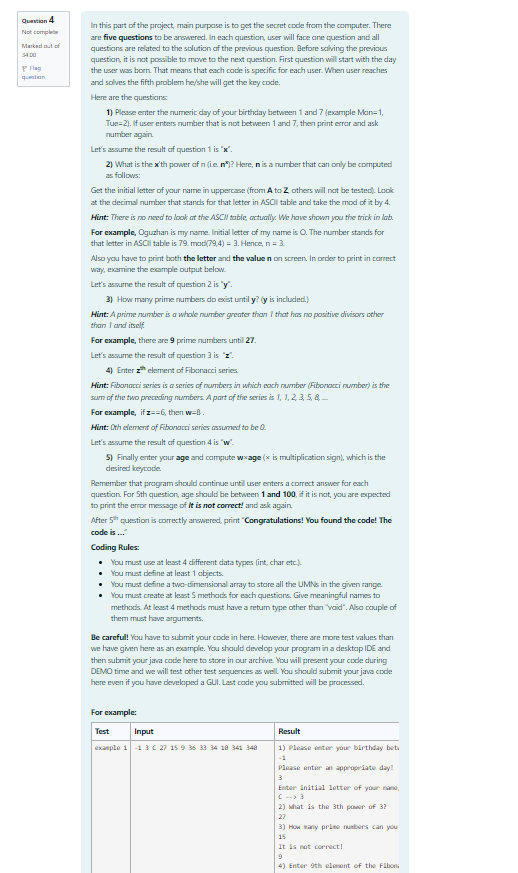 Question 4
Not complete
Marked out of
34.00
Flag
question
In this part of the project, main purpose is to get the secret code from the computer. There
are five questions to be answered. In each question, user will face one question and all
questions are related to the solution of the previous question. Before solving the previous
question, it is not possible to move to the next question. First question will start with the day
the user was born. That means that each code is specific for each user. When user reaches
and solves the fifth problem he/she will get the key code.
Here are the questions:
1) Please enter the numeric day of your birthday between 1 and 7 (example Mon=1,
Tue=2). If user enters number that is not between 1 and 7, then print error and ask
number again.
Let's assume the result of question 1 is "x".
2) What is the x'th power of n (i.e. nˣ)? Here, n is a number that can only be computed
as follows:
Get the initial letter of your name in uppercase (from A to Z, others will not be tested). Look
at the decimal number that stands for that letter in ASCII table and take the mod of it by 4.
Hint: There is no need to look at the ASCII table, actually. We have shown you the trick in lab.
For example, Oguzhan is my name. Initial letter of my name is O. The number stands for
that letter in ASCII table is 79. mod(79,4) = 3. Hence, n = 3.
Also you have to print both the letter and the value n on screen. In order to print in correct
way, examine the example output below.
Let's assume the result of question 2 is "y".
3) How many prime numbers do exist until y? (y is included.)
Hint: A prime number is a whole number greater than 1 that has no positive divisors other
than 1 and itself.
For example, there are 9 prime numbers until 27.
Let's assume the result of question 3 is "z".
4) Enter zth element of Fibonacci series.
Hint: Fibonacci series is a series of numbers in which each number (Fibonacci number) is the
sum of the two preceding numbers. A part of the series is 1, 1, 2, 3, 5, 8, ...
For example, if z==6, then w=8.
Hint: 0th element of Fibonacci series assumed to be 0.
Let's assume the result of question 4 is "w".
5) Finally enter your age and compute w×age (× is multiplication sign), which is the
desired keycode.
Remember that program should continue until user enters a correct answer for each
question. For 5th question, age should be between 1 and 100, if it is not, you are expected
to print the error message of It is not correct! and ask again.
After 5th question is correctly answered, print "Congratulations! You found the code! The
code is ..."
Coding Rules:
• You must use at least 4 different data types (int, char etc.).
• You must define at least 1 objects.
• You must define a two-dimensional array to store all the UMNs in the given range.
• You must create at least 5 methods for each questions. Give meaningful names to
methods. At least 4 methods must have a return type other than "void". Also couple of
them must have arguments.
Be careful! You have to submit your code in here. However, there are more test values than
we have given here as an example. You should develop your program in a desktop IDE and
then submit your java code here to store in our archive. You will present your code during
DEMO time and we will test other test sequences as well. You should submit your java code
here even if you have developed a GUI. Last code you submitted will be processed.
For example:
Test Input Result
example 1 -1 3 C 27 15 9 36 33 34 10 341 340 1) Please enter your birthday betw
-1
Please enter an appropriate day!
3
Enter initial letter of your name,
C --> 3
2) What is the 3th power of 3?
27
3) How many prime numbers can you
15
It is not correct!
9
4) Enter 9th element of the Fibona